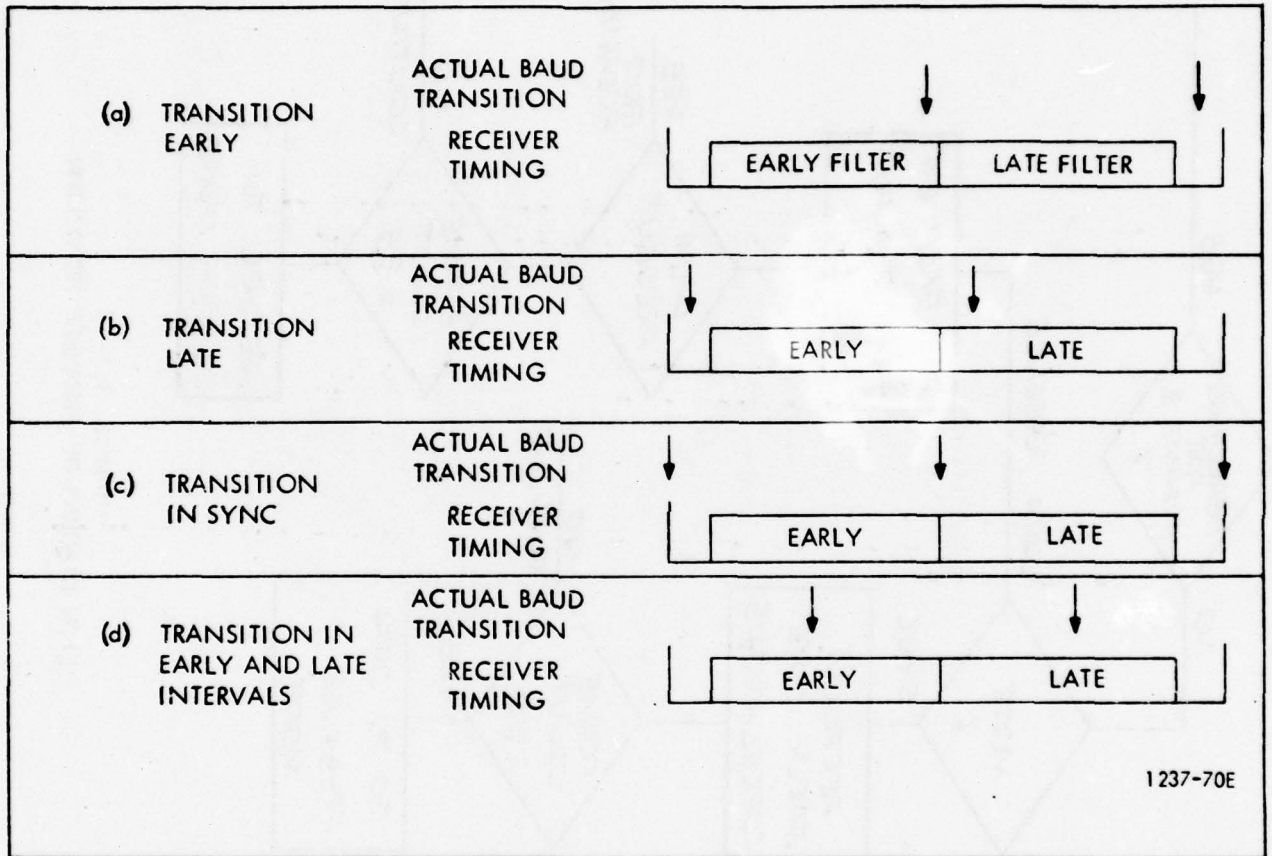 (a) TRANSITION EARLY
ACTUAL BAUD TRANSITION
RECEIVER TIMING
EARLY FILTER
LATE FILTER
(b) TRANSITION LATE
ACTUAL BAUD TRANSITION
RECEIVER TIMING
EARLY
LATE
(c) TRANSITION IN SYNC
ACTUAL BAUD TRANSITION
RECEIVER TIMING
EARLY
LATE
(d) TRANSITION IN EARLY AND LATE INTERVALS
ACTUAL BAUD TRANSITION
RECEIVER TIMING
EARLY
LATE
1237-70E